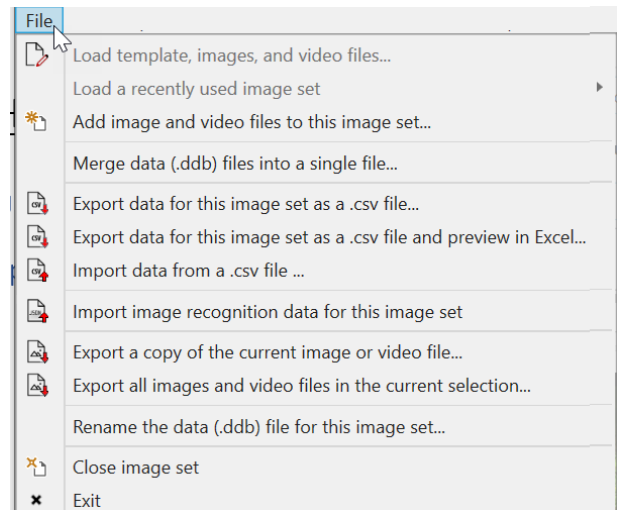 File
Load template, images, and video files...
Load a recently used image set
Add image and video files to this image set...
Merge data (.ddb) files into a single file...
Export data for this image set as a .csv file...
Export data for this image set as a .csv file and preview in Excel...
Import data from a .csv file ...
Import image recognition data for this image set
Export a copy of the current image or video file...
Export all images and video files in the current selection...
Rename the data (.ddb) file for this image set...
Close image set
Exit